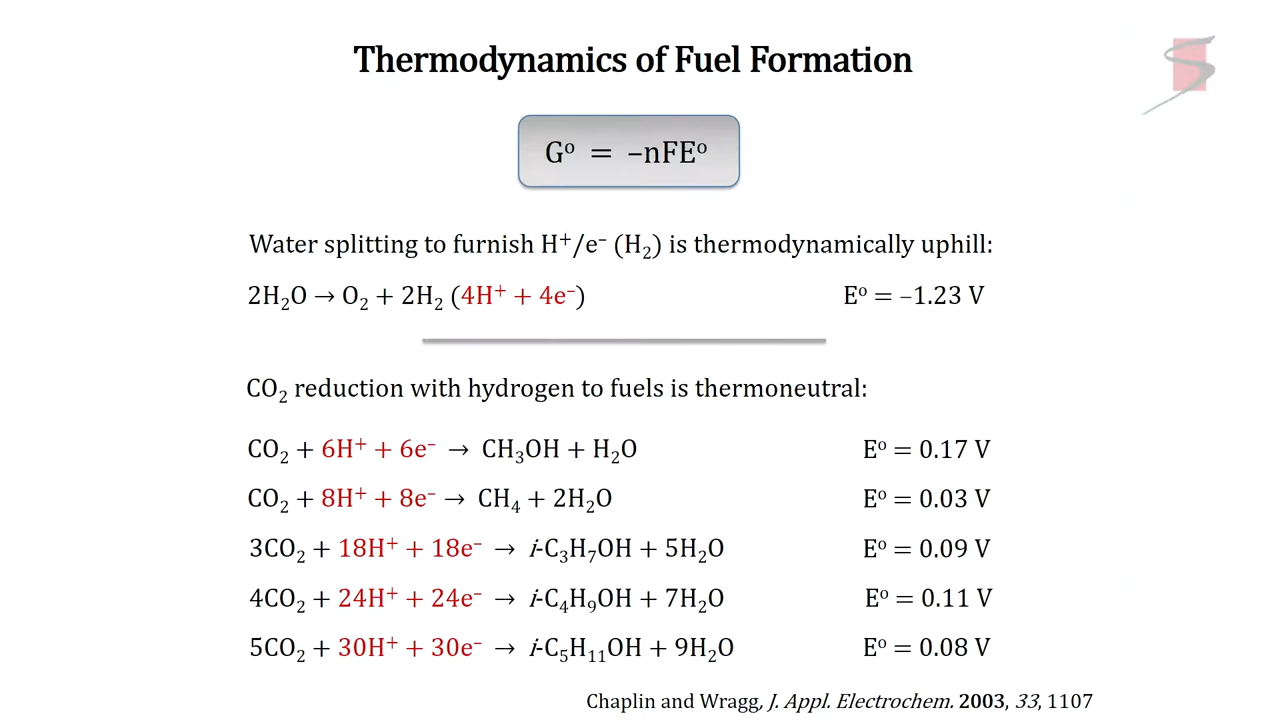 Thermodynamics of Fuel Formation
Gº = –nFEº
Water splitting to furnish H⁺/e⁻ (H₂) is thermodynamically uphill:
2H₂O → O₂ + 2H₂ (4H⁺ + 4e⁻) Eº = –1.23 V
CO₂ reduction with hydrogen to fuels is thermoneutral:
CO₂ + 6H⁺ + 6e⁻ → CH₃OH + H₂O Eº = 0.17 V
CO₂ + 8H⁺ + 8e⁻ → CH₄ + 2H₂O Eº = 0.03 V
3CO₂ + 18H⁺ + 18e⁻ → i-C₃H₇OH + 5H₂O Eº = 0.09 V
4CO₂ + 24H⁺ + 24e⁻ → i-C₄H₉OH + 7H₂O Eº = 0.11 V
5CO₂ + 30H⁺ + 30e⁻ → i-C₅H₁₁OH + 9H₂O Eº = 0.08 V
Chaplin and Wragg, J. Appl. Electrochem. 2003, 33, 1107